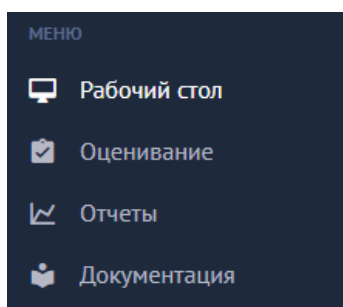 МЕНЮ
Рабочий стол
Оценивание
Отчеты
Документация